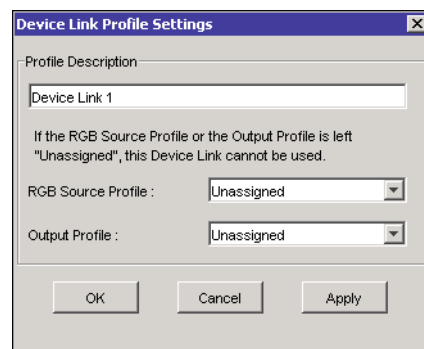 Device Link Profile Settings
Profile Description
Device Link 1
If the RGB Source Profile or the Output Profile is left
"Unassigned", this Device Link cannot be used.
RGB Source Profile : Unassigned
Output Profile : Unassigned
OK Cancel Apply